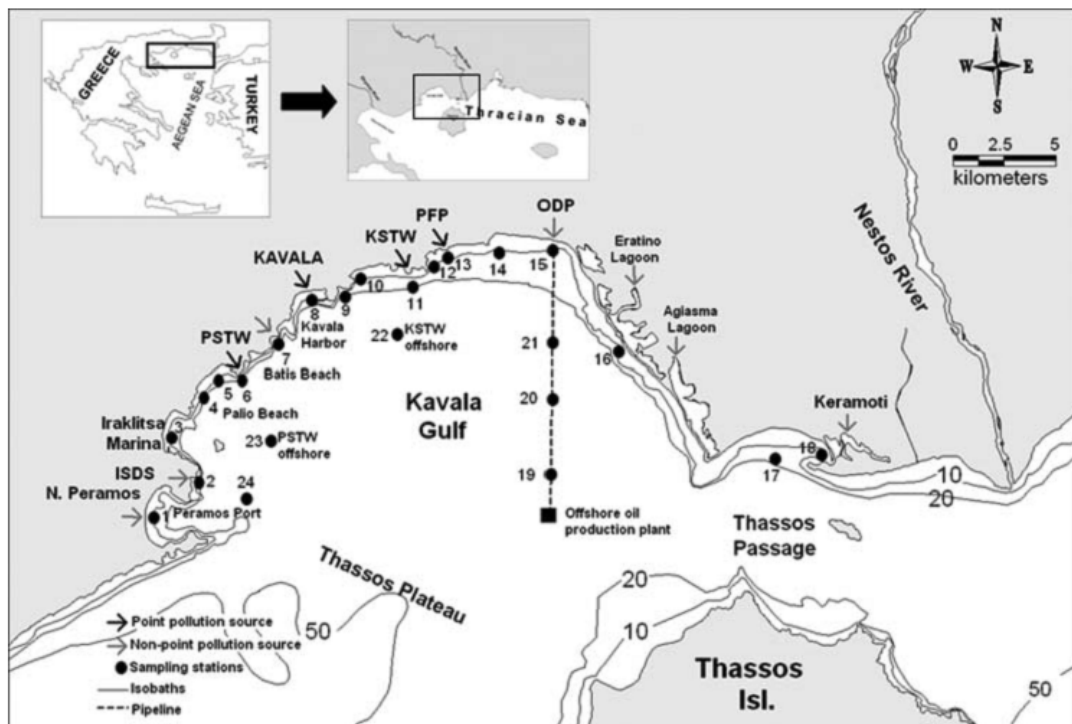 GREECE
AEGEAN SEA
TURKEY
Thracian Sea
N
W E
S
0 2.5 5
kilometers
Nestos River
ODP
PFP
KSTW
KAVALA
PSTW
Eratino
Lagoon
Agiasma
Lagoon
Keramoti
15
14
13
12
11
10
9
8
Kavala
Harbor
7
Batis Beach
6
5
4
Palio Beach
Iraklitsa
Marina
3
ISDS
2
N. Peramos
1
Peramos Port
24
23
PSTW
offshore
22
KSTW
offshore
21
20
19
Offshore oil
production plant
Kavala
Gulf
16
17
18
10
20
Thassos
Passage
20
10
Thassos
Isl.
50
Thassos Plateau
50
Point pollution source
Non-point pollution source
Sampling stations
Isobaths
Pipeline